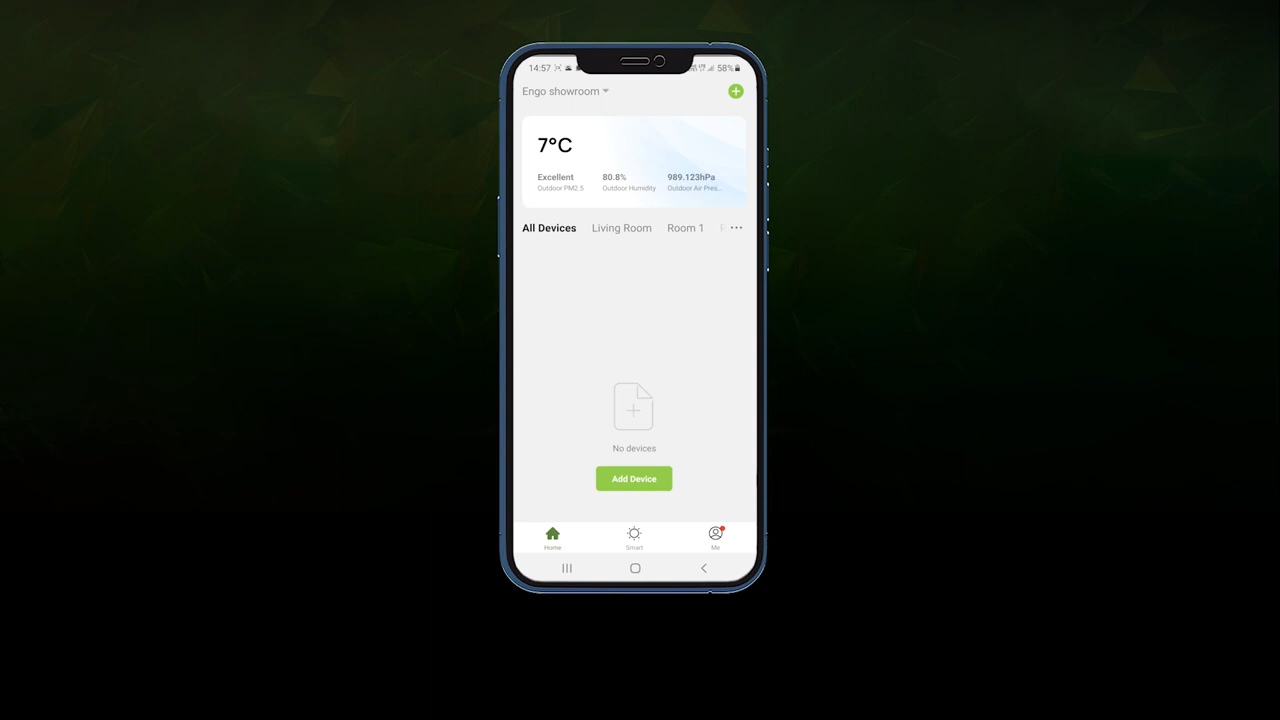 14:57 58%
Engo showroom
7°C
Excellent 80.8% 989.123hPa
Outdoor PM2.5 Outdoor Humidity Outdoor Air Pres...
All Devices Living Room Room 1
No devices
Add Device
Home Smart Me